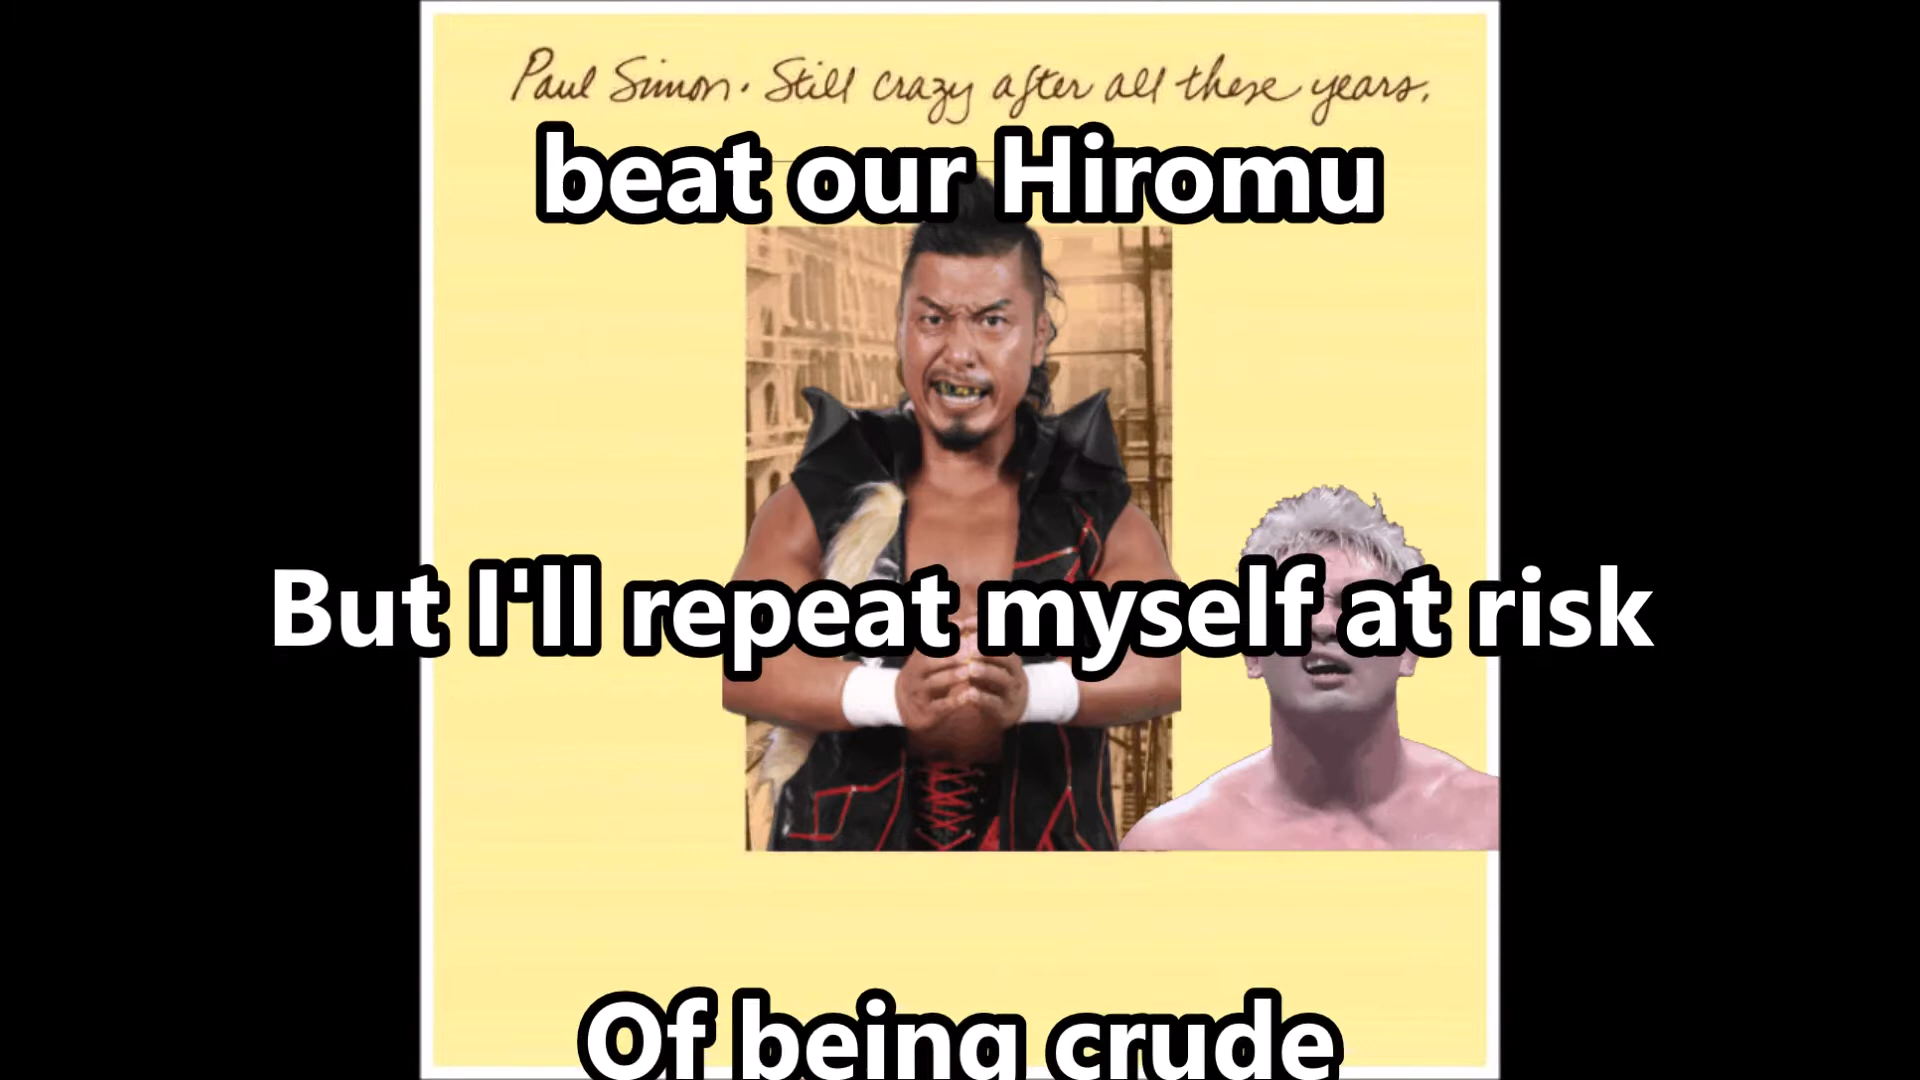 Paul Simon. Still crazy after all these years.
beat our Hiromu
But I'll repeat myself at risk
Of being crude